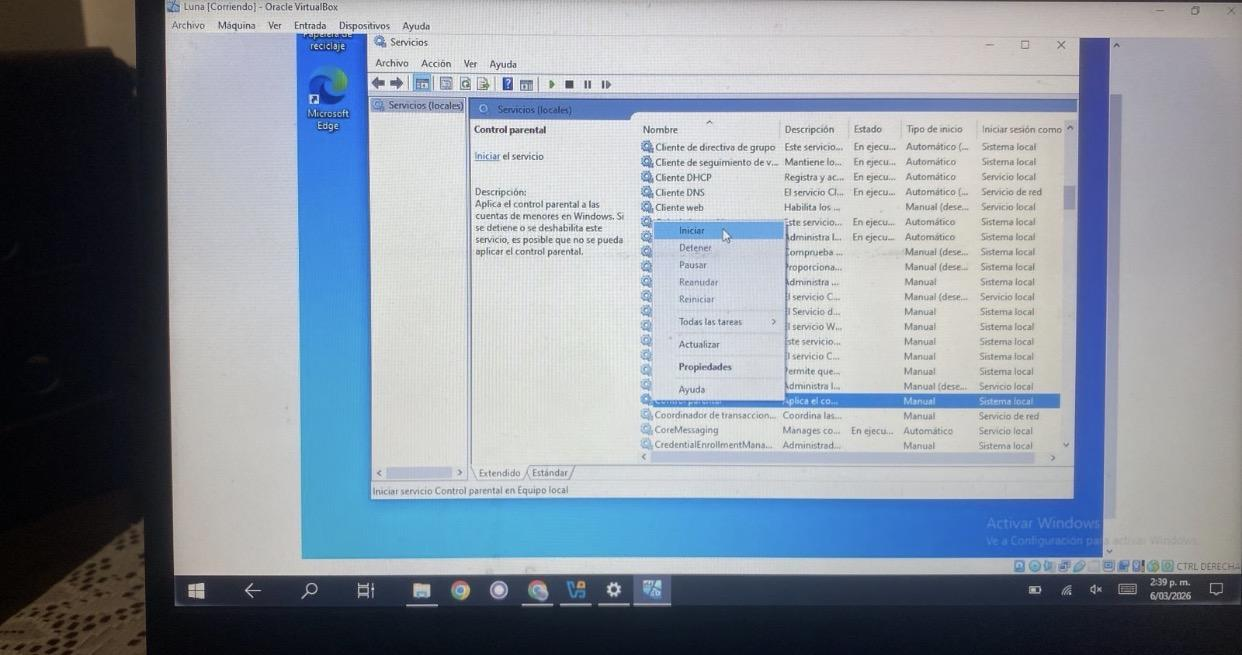 Luna [Corriendo] - Oracle VirtualBox
Archivo Máquina Ver Entrada Dispositivos Ayuda
Papelera de
reciclaje
Microsoft
Edge
Servicios
Archivo Acción Ver Ayuda
Servicios (locales)
Servicios (locales)
Control parental
Iniciar el servicio
Descripción:
Aplica el control parental a las
cuentas de menores en Windows. Si
se detiene o se deshabilita este
servicio, es posible que no se pueda
aplicar el control parental.
Nombre Descripción Estado Tipo de inicio Iniciar sesión como
Cliente de directiva de grupo Este servicio... En ejecu... Automático (... Sistema local
Cliente de seguimiento de v... Mantiene lo... En ejecu... Automático Sistema local
Cliente DHCP Registra y ac... En ejecu... Automático Servicio local
Cliente DNS El servicio Cl... En ejecu... Automático (... Servicio de red
Cliente web Habilita los ... Manual (dese... Servicio local
Este servicio... En ejecu... Automático Sistema local
Administra l... En ejecu... Automático Sistema local
Comprueba ... Manual (dese... Sistema local
Proporciona... Manual (dese... Sistema local
Administra ... Manual Sistema local
El servicio C... Manual (dese... Servicio local
El Servicio d... Manual Sistema local
El servicio W... Manual Sistema local
Este servicio... Manual Sistema local
El servicio C... Manual Sistema local
Permite que... Manual Sistema local
Administra l... Manual (dese... Servicio local
Control parental Aplica el co... Manual Sistema local
Coordinador de transaccion... Coordina las... Manual Servicio de red
CoreMessaging Manages co... En ejecu... Automático Servicio local
CredentialEnrollmentMana... Administrad... Manual Sistema local
Iniciar
Detener
Pausar
Reanudar
Reiniciar
Todas las tareas
Actualizar
Propiedades
Ayuda
Extendido Estándar
Iniciar servicio Control parental en Equipo local
Activar Windows
Ve a Configuración para activar Windows.
CTRL DERECHA
2:39 p. m.
6/03/2026